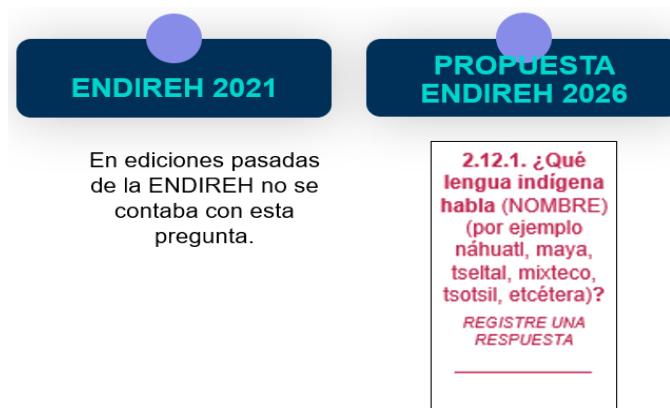 ENDIREH 2021
En ediciones pasadas
de la ENDIREH no se
contaba con esta
pregunta.
PROPUESTA
ENDIREH 2026
2.12.1. ¿Qué
lengua indígena
habla (NOMBRE)
(por ejemplo
náhuatl, maya,
tseltal, mixteco,
tsotsil, etcétera)?
REGISTRE UNA
RESPUESTA